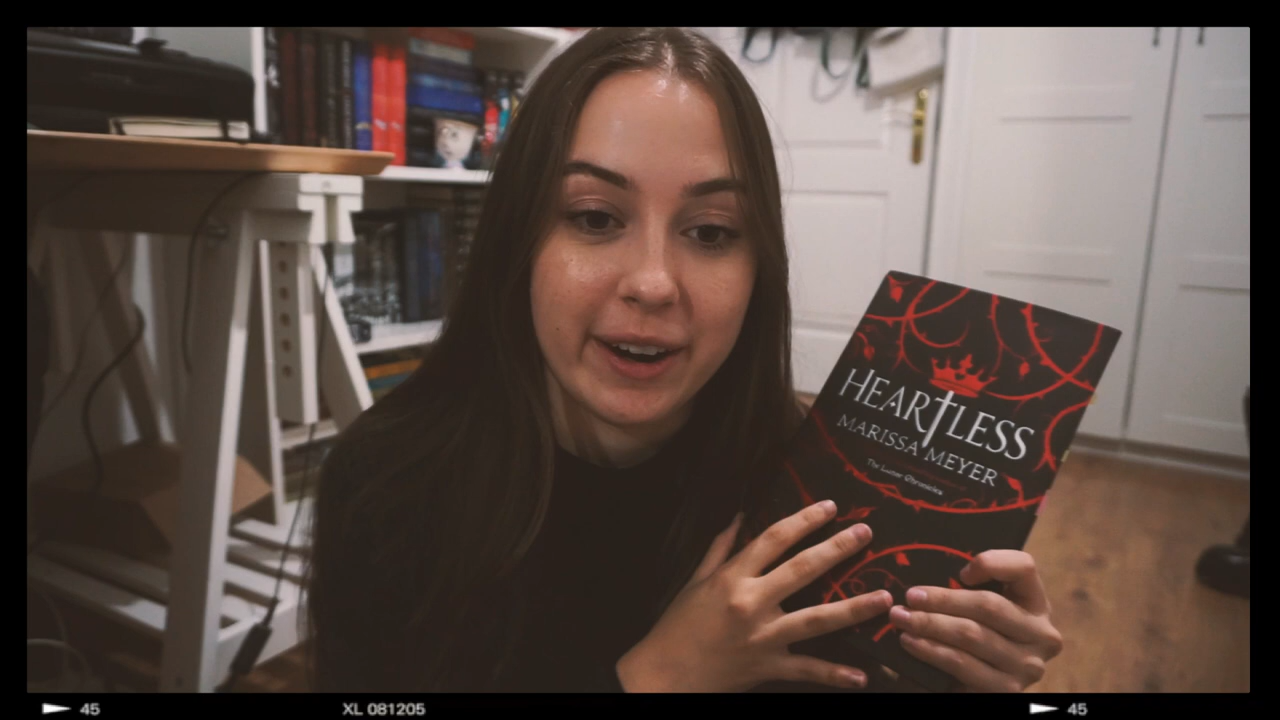 HEARTLESS
MARISSA MEYER
The Lunar Chronicles
45
XL 081205
45